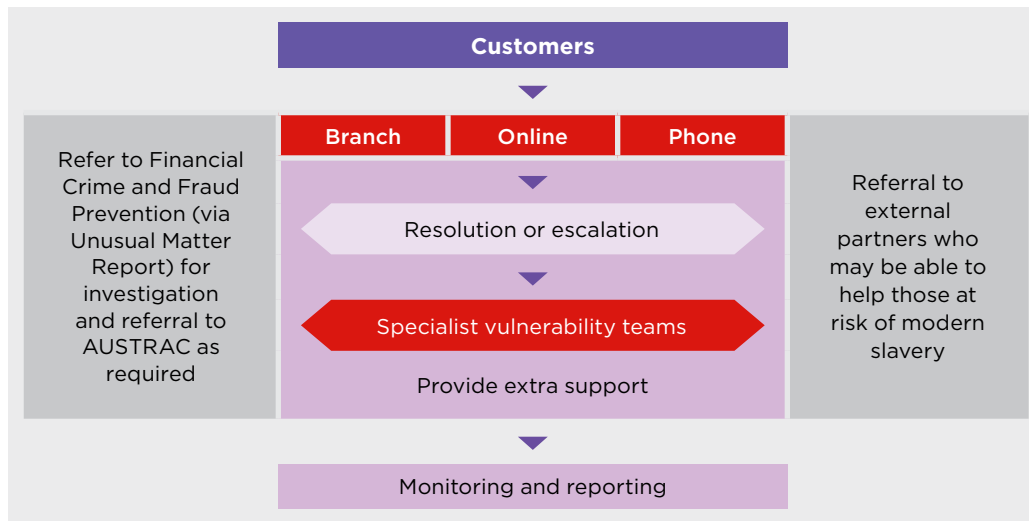 Customers
Refer to Financial
Crime and Fraud
Prevention (via
Unusual Matter
Report) for
investigation
and referral to
AUSTRAC as
required
Branch
Online
Phone
Resolution or escalation
Specialist vulnerability teams
Provide extra support
Referral to
external
partners who
may be able to
help those at
risk of modern
slavery
Monitoring and reporting